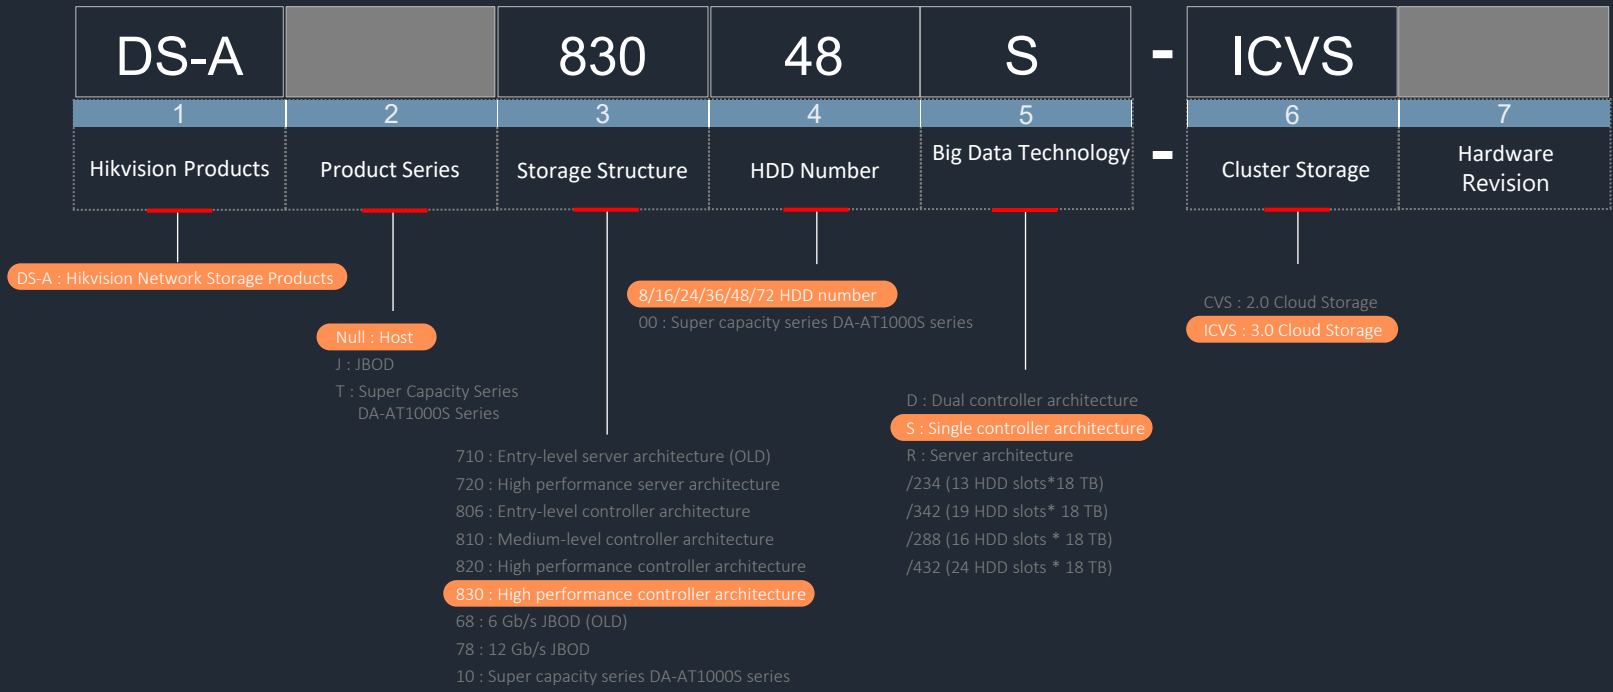 DS-A 830 48 S - ICVS
1 2 3 4 5 6 7
Hikvision Products
Product Series
Storage Structure
HDD Number
Big Data Technology
-
Cluster Storage
Hardware
Revision
DS-A : Hikvision Network Storage Products
Null : Host
J : JBOD
T : Super Capacity Series
DA-AT1000S Series
710 : Entry-level server architecture (OLD)
720 : High performance server architecture
806 : Entry-level controller architecture
810 : Medium-level controller architecture
820 : High performance controller architecture
830 : High performance controller architecture
68 : 6 Gb/s JBOD (OLD)
78 : 12 Gb/s JBOD
10 : Super capacity series DA-AT1000S series
8/16/24/36/48/72 HDD number
00 : Super capacity series DA-AT1000S series
D : Dual controller architecture
S : Single controller architecture
R : Server architecture
/234 (13 HDD slots*18 TB)
/342 (19 HDD slots* 18 TB)
/288 (16 HDD slots * 18 TB)
/432 (24 HDD slots * 18 TB)
CVS : 2.0 Cloud Storage
ICVS : 3.0 Cloud Storage